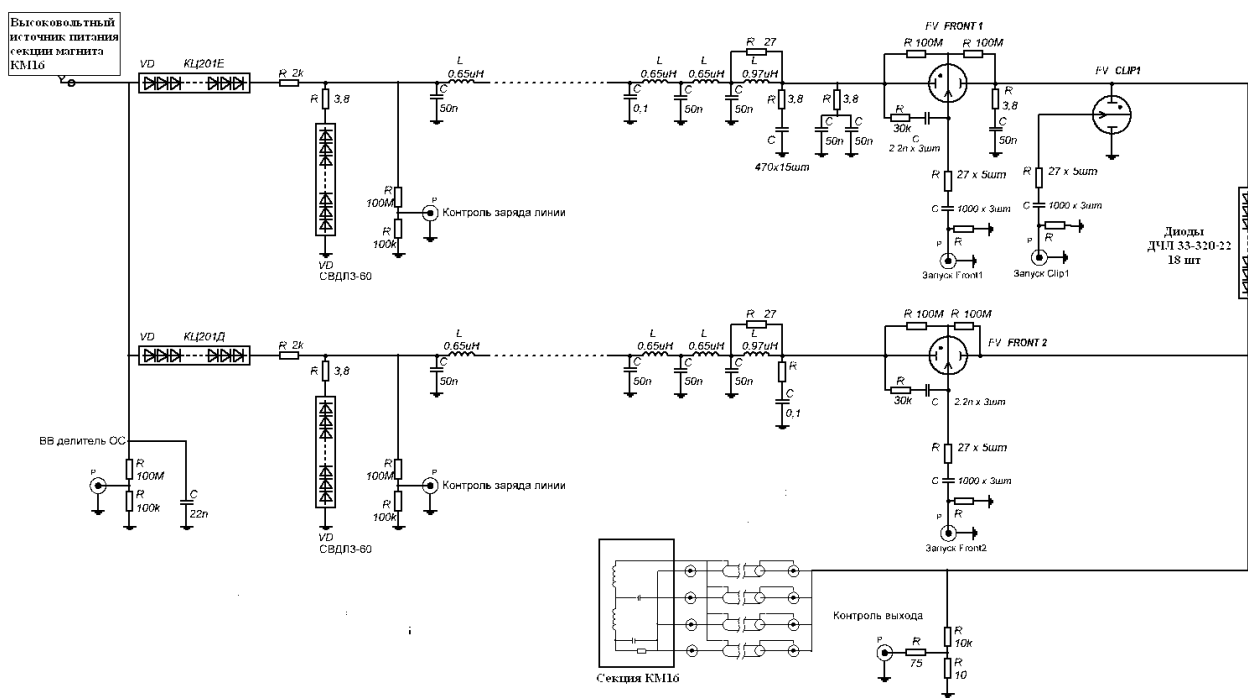 Высоковольтный
источник питания
секции магнита
КМ16
VD КЦ201Е
R 2k
R 3,8
VD
СВДЛЗ-60
R
100M
R
100k
P
Контроль заряда линии
L
0,65uH
C
50n
C
0,1
L
0,65uH
C
50n
L
0,65uH
C
50n
R 27
L
0,97uH
R
3,8
C
470x15шт
R
3,8
C
50n
C
50n
FV FRONT 1
R 100M
R 100M
R
30k
C
2.2n x 3шт
R 27 x 5шт
C 1000 x 3шт
R
P
Запуск Front1
R
3,8
C
50n
FV CLIP1
R 27 x 5шт
C 1000 x 3шт
R
P
Запуск Clip1
Диоды
ДЧЛ 33-320-22
18 шт
VD КЦ201Д
R 2k
R 3,8
VD
СВДЛЗ-60
R
100M
R
100k
P
Контроль заряда линии
L
0,65uH
C
50n
L
0,65uH
C
50n
L
0,65uH
C
50n
R 27
L
0,97uH
C
50n
R
C
0,1
FV FRONT 2
R 100M
R 100M
R
30k
C 2.2n x 3шт
R 27 x 5шт
C 1000 x 3шт
R
P
Запуск Front2
ВВ делитель ОС
P
R
100M
R
100k
C
22n
Секция КМ16
Контроль выхода
P
R
75
R
10k
R
10